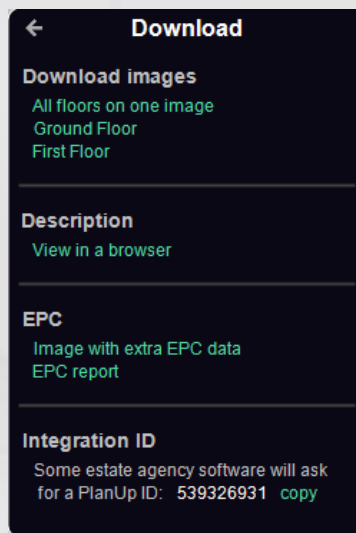 Download
Download images
All floors on one image
Ground Floor
First Floor
Description
View in a browser
EPC
Image with extra EPC data
EPC report
Integration ID
Some estate agency software will ask
for a PlanUp ID: 539326931 copy